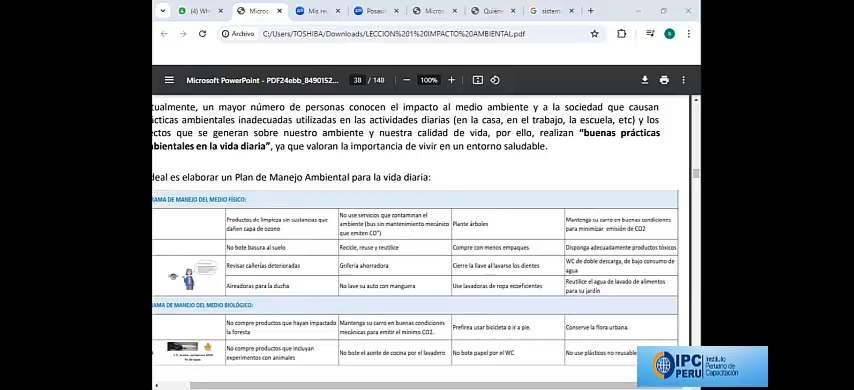 (4) Wh
Micros
Mis re
Posas
Micros
Quién
sistem
Archivo C:/Users/TOSHIBA/Downloads/LECCION%201%20IMPACTO%20AMBIENTAL.pdf
Microsoft PowerPoint - PDF24ebb_8490152... 38 / 148 100%
tualmente, un mayor número de personas conocen el impacto al medio ambiente y a la sociedad que causan
ácticas ambientales inadecuadas utilizadas en las actividades diarias (en la casa, en el trabajo, la escuela, etc) y los
ectos que se generan sobre nuestro ambiente y nuestra calidad de vida, por ello, realizan “buenas prácticas
bientales en la vida diaria”, ya que valoran la importancia de vivir en un entorno saludable.
deal es elaborar un Plan de Manejo Ambiental para la vida diaria:
RAMA DE MANEJO DEL MEDIO FÍSICO:
Productos de limpieza sin sustancias que
dañen capa de ozono
No use servicios que contaminan el
ambiente (bus sin mantenimiento mecánico
que emiten CO²)
Plante árboles
Mantenga su carro en buenas condiciones
para minimizar emisión de CO2
No bote basura al suelo
Recicle, reuse y reutilice
Compre con menos empaques
Disponga adecuadamente productos tóxicos
Revisar cañerías deterioradas
Grifería ahorradora
Cierre la llave al lavarse los dientes
WC de doble descarga, de bajo consumo de
agua
Aireadoras para la ducha
No lave su auto con manguera
Use lavadoras de ropa ecoeficientes
Reutilice el agua de lavado de alimentos
para su jardín
RAMA DE MANEJO DEL MEDIO BIOLÓGICO:
No compre productos que hayan impactado
la foresta
Mantenga su carro en buenas condiciones
mecánicas para emitir el mínimo CO2.
Prefiera usar bicicleta o ir a pie.
Conserve la flora urbana.
No compre productos que incluyan
experimentos con animales
No bote el aceite de cocina por el lavadero
No bote papel por el WC
No use plásticos no reusable
IPC
PERU
Instituto
Peruano de
Capacitación